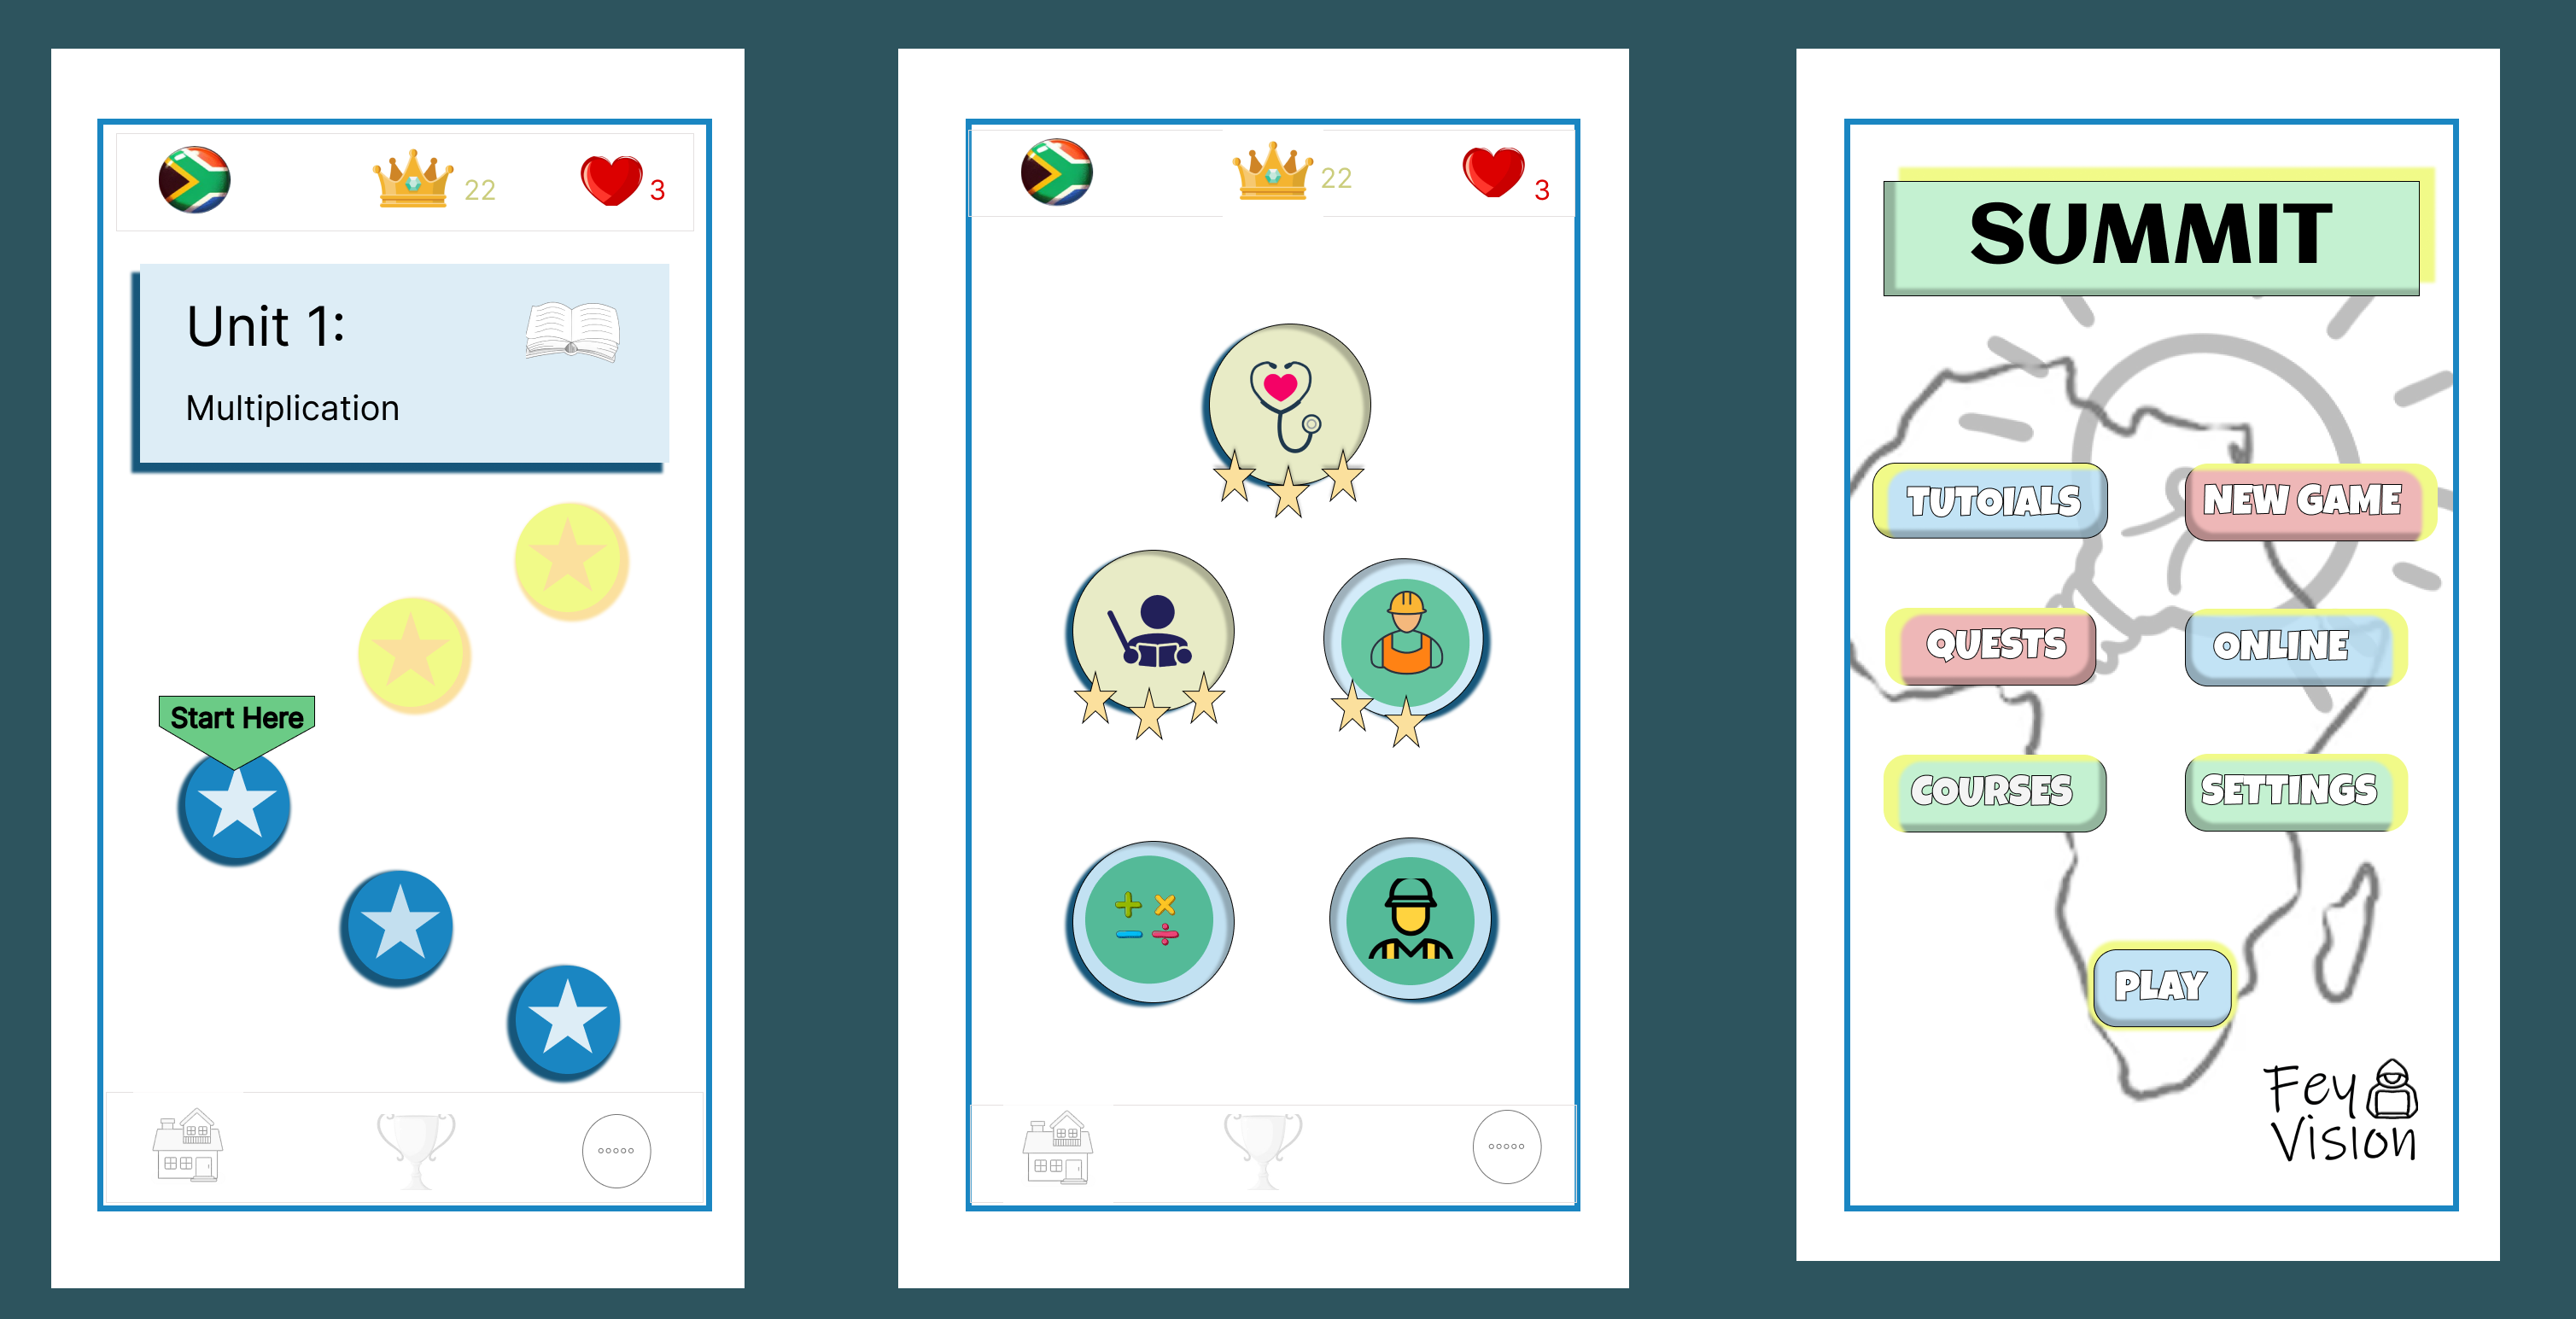 22
3
Unit 1:
Multiplication
Start Here
22
3
SUMMIT
TUTOIALS
NEW GAME
QUESTS
ONLINE
COURSES
SETTINGS
PLAY
Fey
Vision